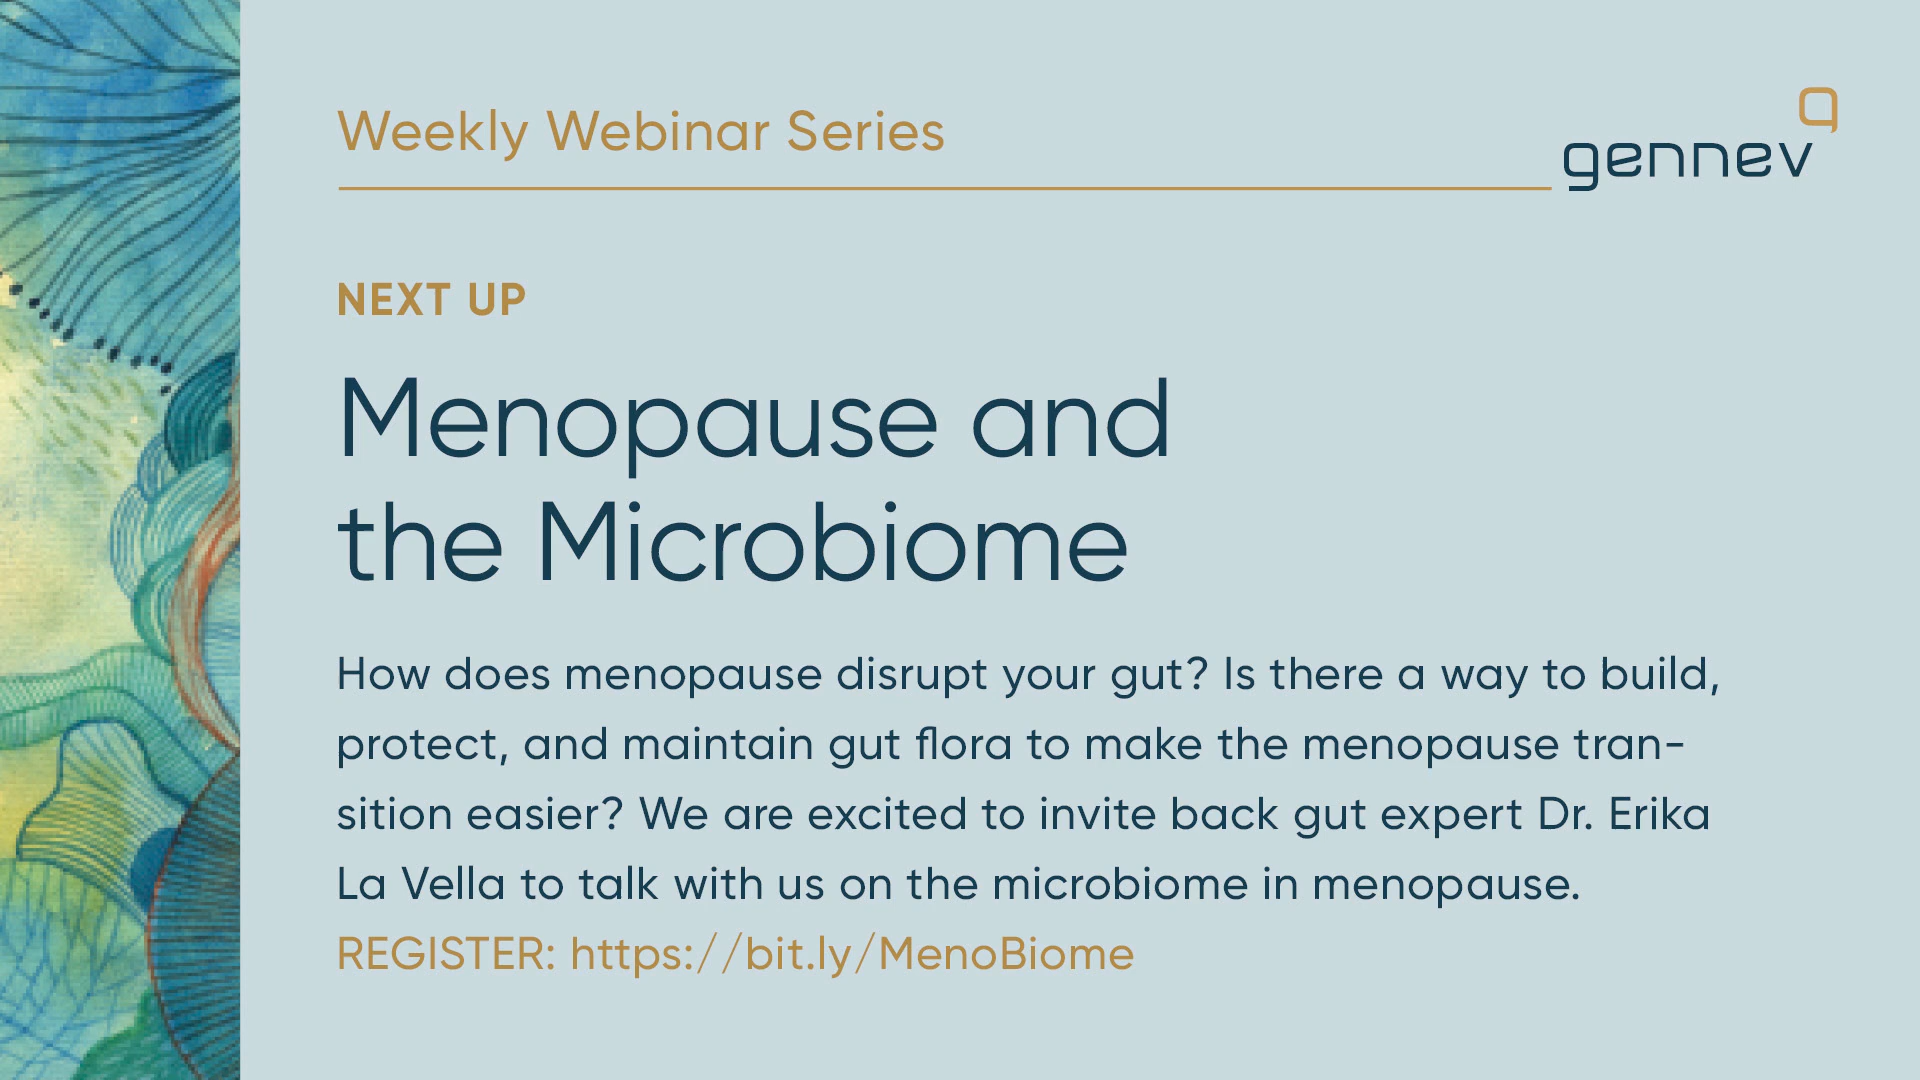 Weekly Webinar Series
gennev
NEXT UP
Menopause and
the Microbiome
How does menopause disrupt your gut? Is there a way to build,
protect, and maintain gut flora to make the menopause tran-
sition easier? We are excited to invite back gut expert Dr. Erika
La Vella to talk with us on the microbiome in menopause.
REGISTER: https://bit.ly/MenoBiome